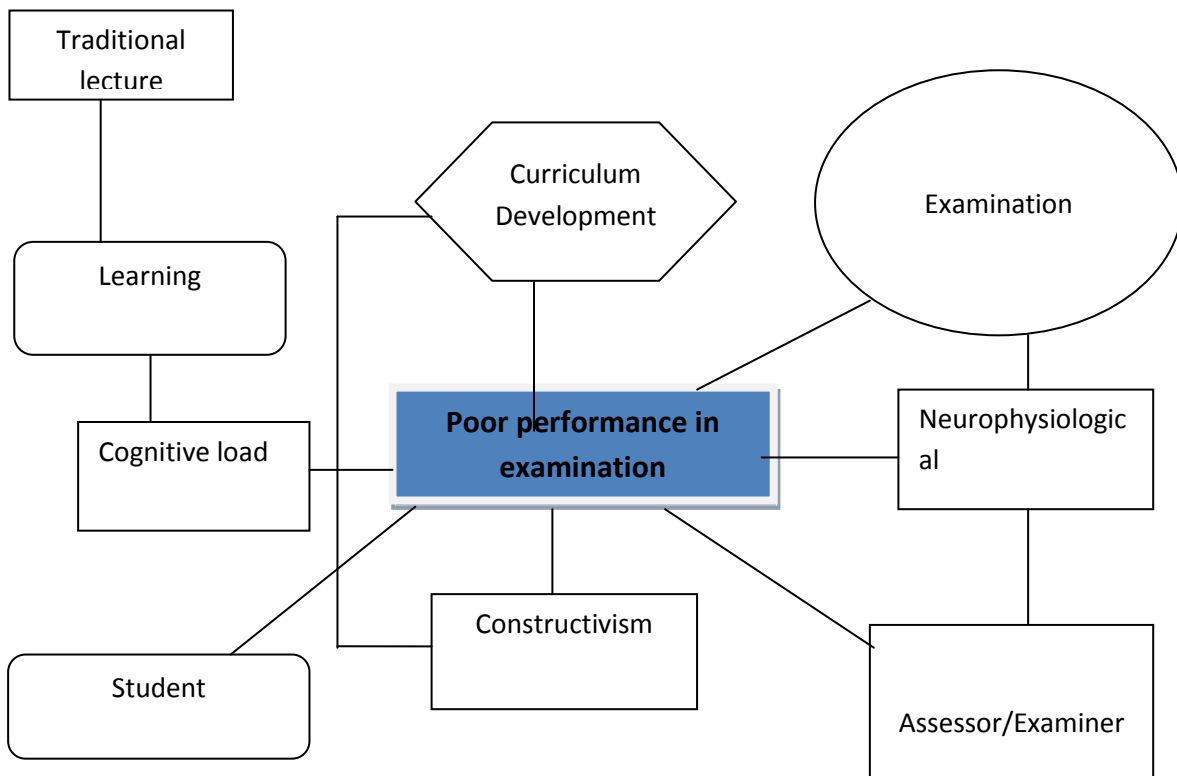 Traditional
lecture
Curriculum
Development
Examination
Learning
Poor performance in
examination
Neurophysiologic
al
Cognitive load
Constructivism
Student
Assessor/Examiner